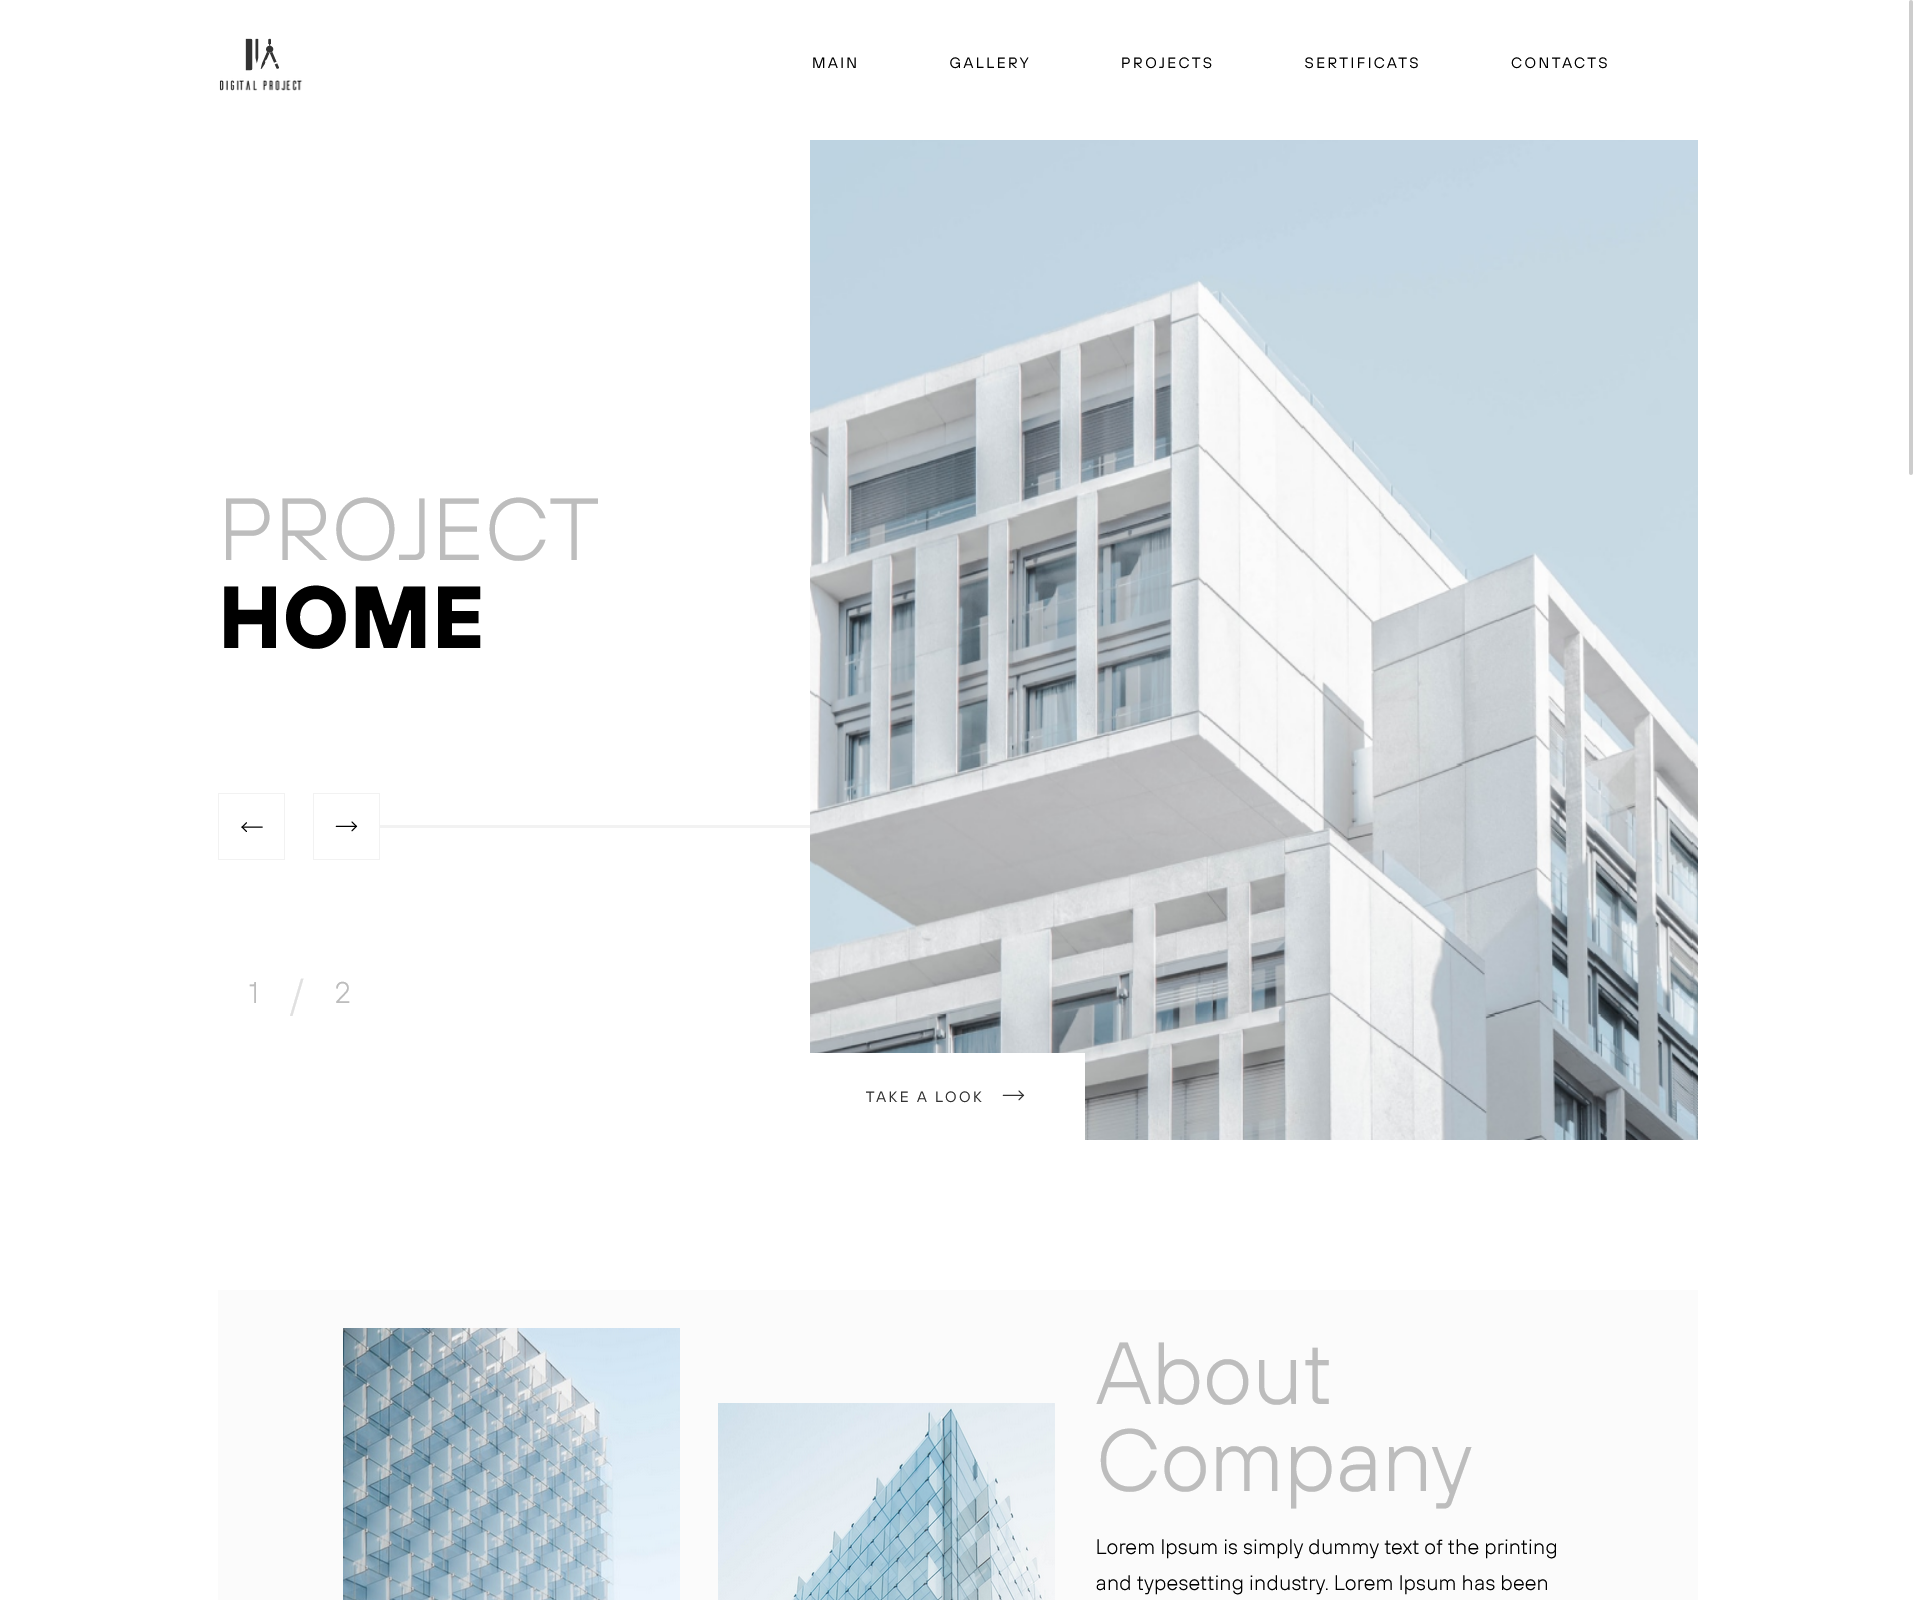 DIGITAL PROJECT
MAIN
GALLERY
PROJECTS
SERTIFICATS
CONTACTS
PROJECT
HOME
1 / 2
TAKE A LOOK
About
Company
Lorem Ipsum is simply dummy text of the printing
and typesetting industry. Lorem Ipsum has been